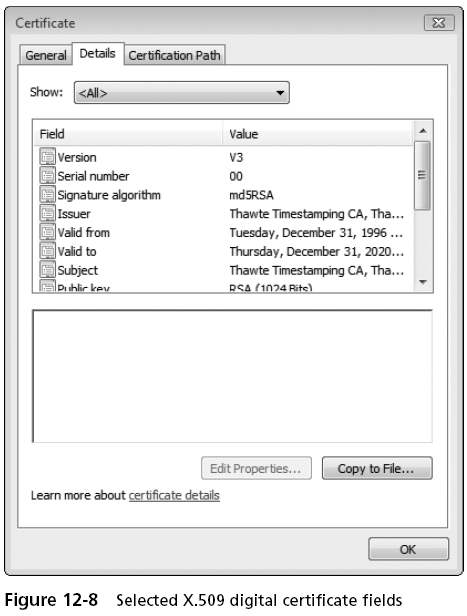 Certificate
General Details Certification Path
Show: <All>
Field Value
Version V3
Serial number 00
Signature algorithm md5RSA
Issuer Thawte Timestamping CA, Tha...
Valid from Tuesday, December 31, 1996 ...
Valid to Thursday, December 31, 2020...
Subject Thawte Timestamping CA, Tha...
Public key RSA (1024 Bits)
Edit Properties... Copy to File...
Learn more about certificate details
OK
Figure 12-8 Selected X.509 digital certificate fields